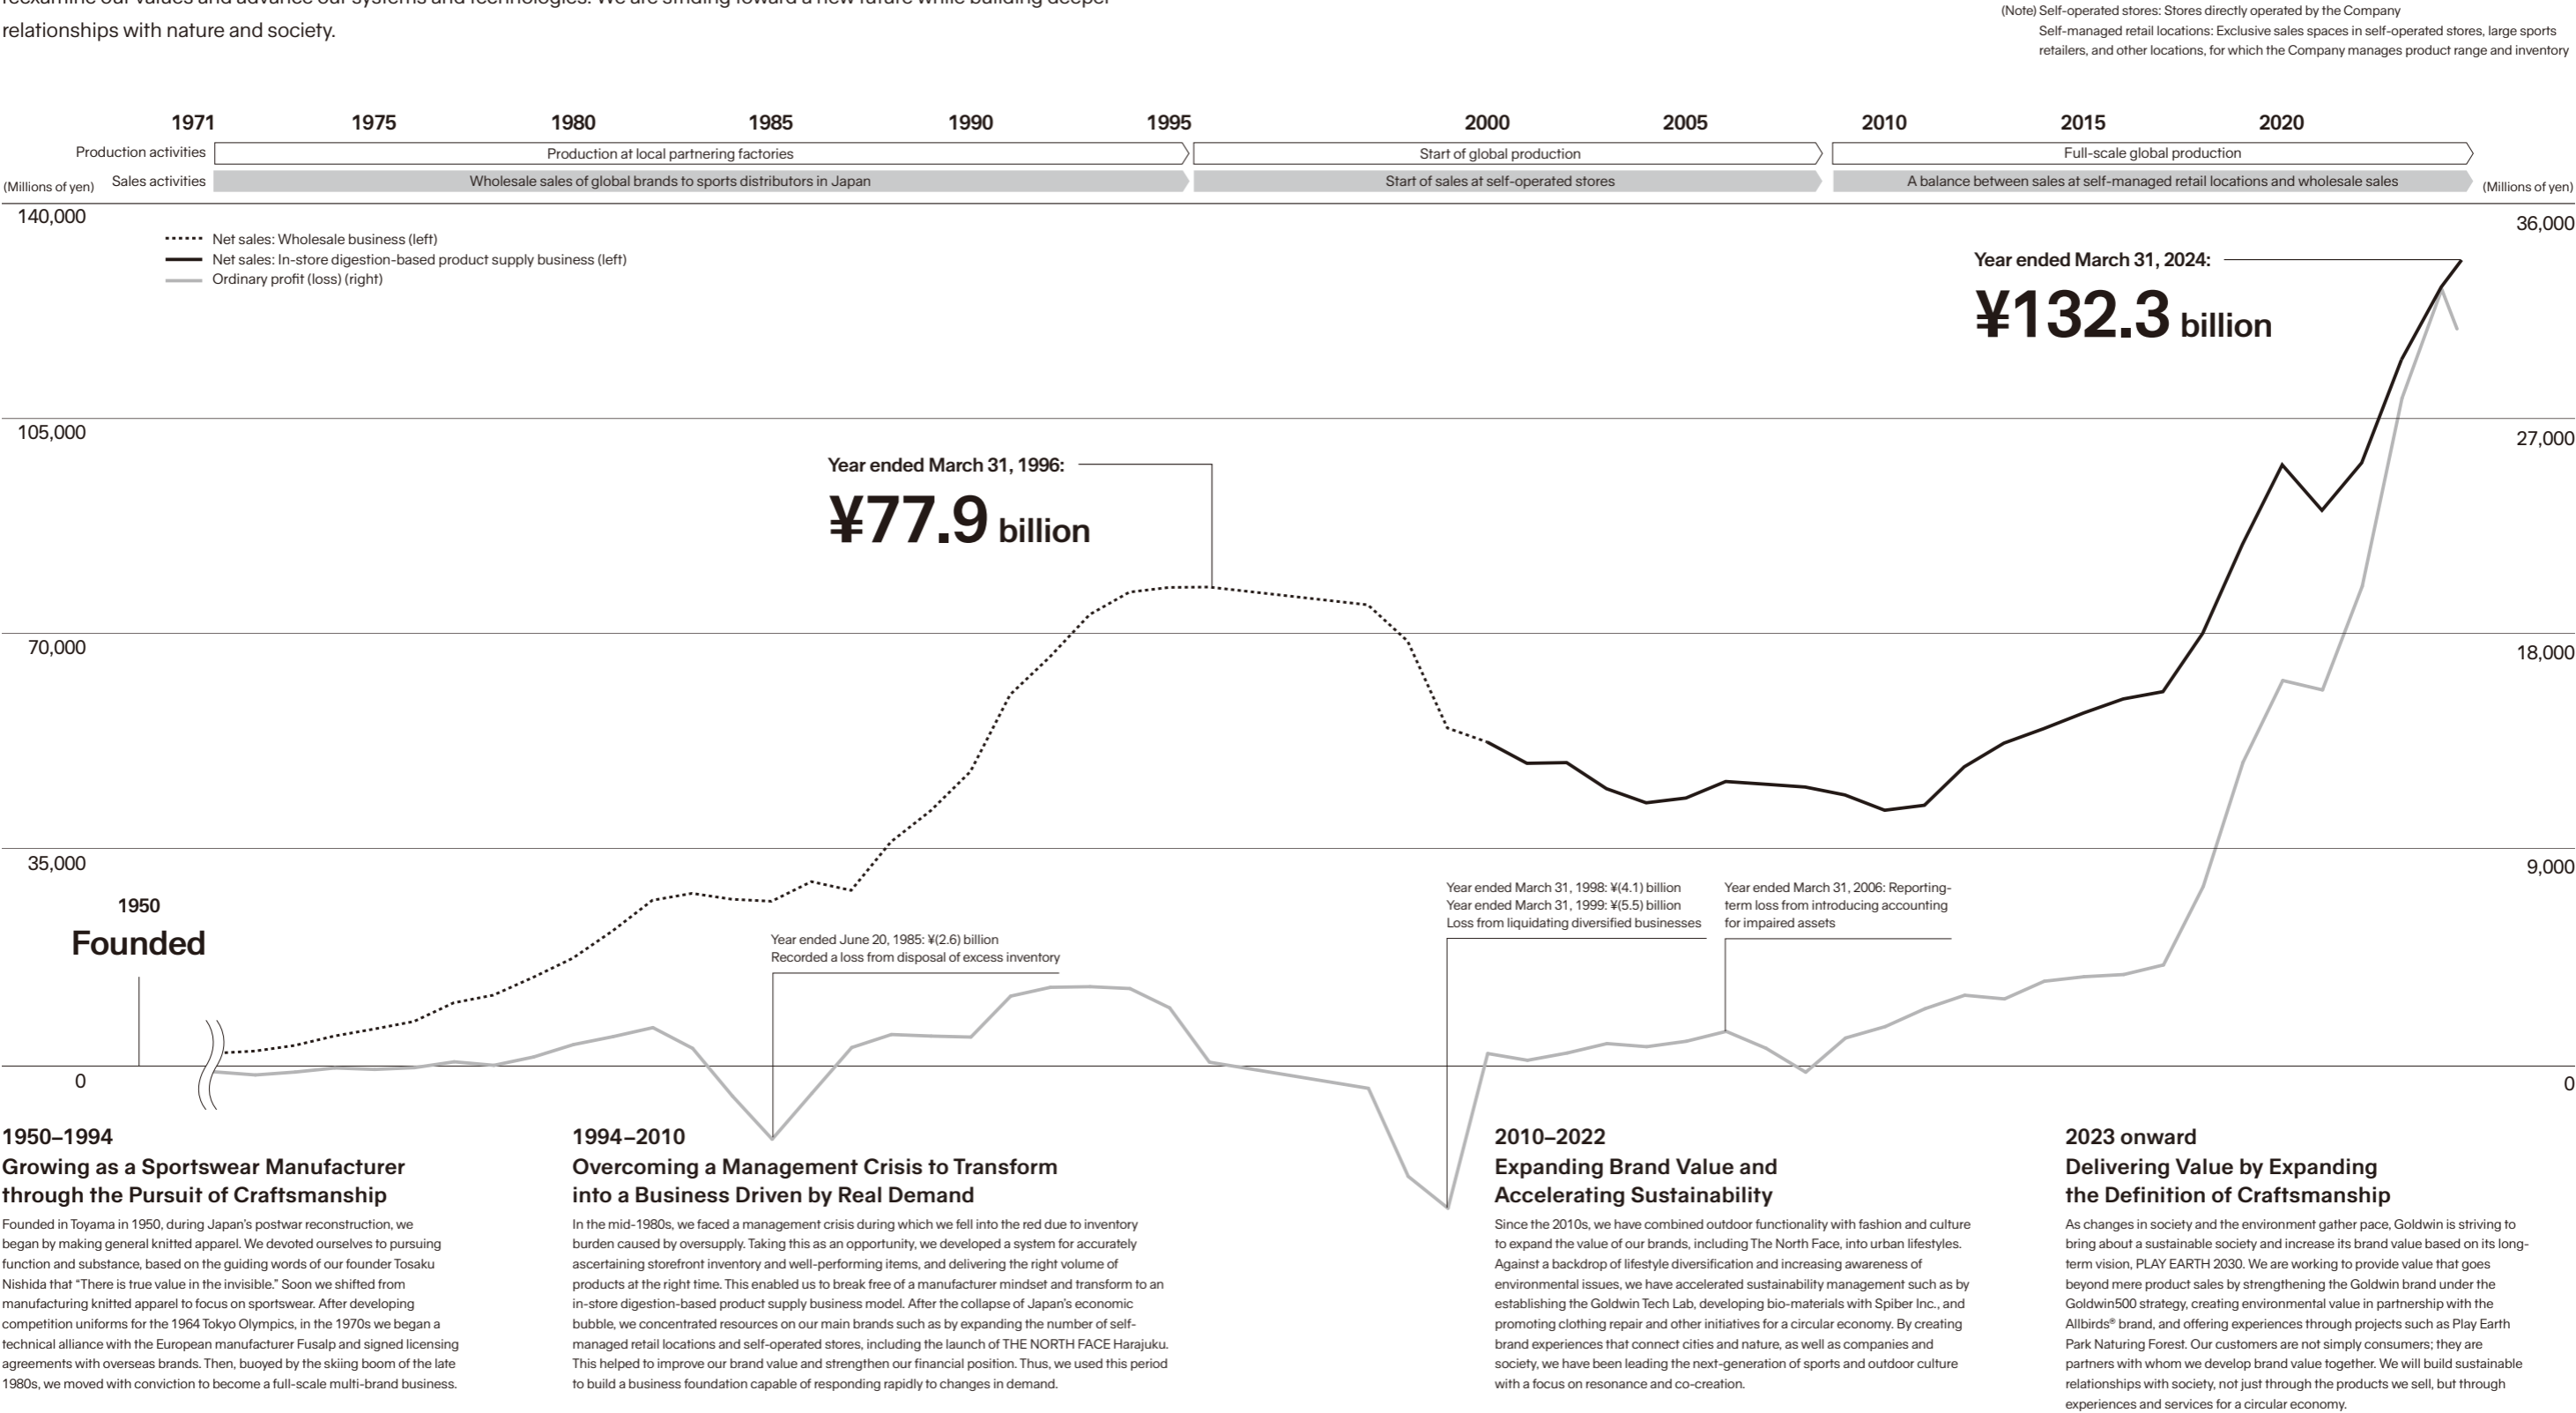 relationships with nature and society.
(Note) Self-operated stores: Stores directly operated by the Company
Self-managed retail locations: Exclusive sales spaces in self-operated stores, large sports
retailers, and other locations, for which the Company manages product range and inventory
1971 1975 1980 1985 1990 1995 2000 2005 2010 2015 2020
Production activities Production at local partnering factories Start of global production Full-scale global production
(Millions of yen) Sales activities Wholesale sales of global brands to sports distributors in Japan Start of sales at self-operated stores A balance between sales at self-managed retail locations and wholesale sales (Millions of yen)
140,000 36,000
Net sales: Wholesale business (left)
Net sales: In-store digestion-based product supply business (left)
Ordinary profit (loss) (right)
Year ended March 31, 2024:
¥132.3 billion
105,000 27,000
Year ended March 31, 1996:
¥77.9 billion
70,000 18,000
35,000 9,000
1950
Founded
Year ended June 20, 1985: ¥(2.6) billion
Recorded a loss from disposal of excess inventory
Year ended March 31, 1998: ¥(4.1) billion
Year ended March 31, 1999: ¥(5.5) billion
Loss from liquidating diversified businesses
Year ended March 31, 2006: Reporting-
term loss from introducing accounting
for impaired assets
0 0
1950–1994
Growing as a Sportswear Manufacturer
through the Pursuit of Craftsmanship
Founded in Toyama in 1950, during Japan's postwar reconstruction, we
began by making general knitted apparel. We devoted ourselves to pursuing
function and substance, based on the guiding words of our founder Tosaku
Nishida that “There is true value in the invisible.” Soon we shifted from
manufacturing knitted apparel to focus on sportswear. After developing
competition uniforms for the 1964 Tokyo Olympics, in the 1970s we began a
technical alliance with the European manufacturer Fusalp and signed licensing
agreements with overseas brands. Then, buoyed by the skiing boom of the late
1980s, we moved with conviction to become a full-scale multi-brand business.
1994–2010
Overcoming a Management Crisis to Transform
into a Business Driven by Real Demand
In the mid-1980s, we faced a management crisis during which we fell into the red due to inventory
burden caused by oversupply. Taking this as an opportunity, we developed a system for accurately
ascertaining storefront inventory and well-performing items, and delivering the right volume of
products at the right time. This enabled us to break free of a manufacturer mindset and transform to an
in-store digestion-based product supply business model. After the collapse of Japan's economic
bubble, we concentrated resources on our main brands such as by expanding the number of self-
managed retail locations and self-operated stores, including the launch of THE NORTH FACE Harajuku.
This helped to improve our brand value and strengthen our financial position. Thus, we used this period
to build a business foundation capable of responding rapidly to changes in demand.
2010–2022
Expanding Brand Value and
Accelerating Sustainability
Since the 2010s, we have combined outdoor functionality with fashion and culture
to expand the value of our brands, including The North Face, into urban lifestyles.
Against a backdrop of lifestyle diversification and increasing awareness of
environmental issues, we have accelerated sustainability management such as by
establishing the Goldwin Tech Lab, developing bio-materials with Spiber Inc., and
promoting clothing repair and other initiatives for a circular economy. By creating
brand experiences that connect cities and nature, as well as companies and
society, we have been leading the next-generation of sports and outdoor culture
with a focus on resonance and co-creation.
2023 onward
Delivering Value by Expanding
the Definition of Craftsmanship
As changes in society and the environment gather pace, Goldwin is striving to
bring about a sustainable society and increase its brand value based on its long-
term vision, PLAY EARTH 2030. We are working to provide value that goes
beyond mere product sales by strengthening the Goldwin brand under the
Goldwin500 strategy, creating environmental value in partnership with the
Allbirds® brand, and offering experiences through projects such as Play Earth
Park Naturing Forest. Our customers are not simply consumers; they are
partners with whom we develop brand value together. We will build sustainable
relationships with society, not just through the products we sell, but through
experiences and services for a circular economy.